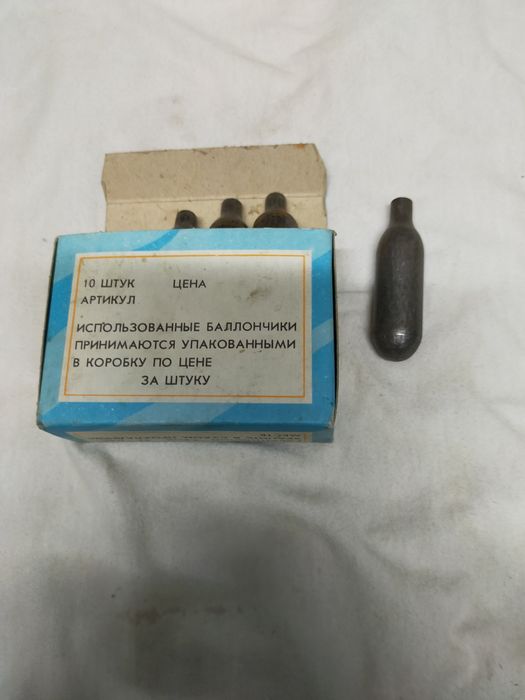 10 ШТУК ЦЕНА
АРТИКУЛ
ИСПОЛЬЗОВАННЫЕ БАЛЛОНЧИКИ
ПРИНИМАЮТСЯ УПАКОВАННЫМИ
В КОРОБКУ ПО ЦЕНЕ
ЗА ШТУКУ